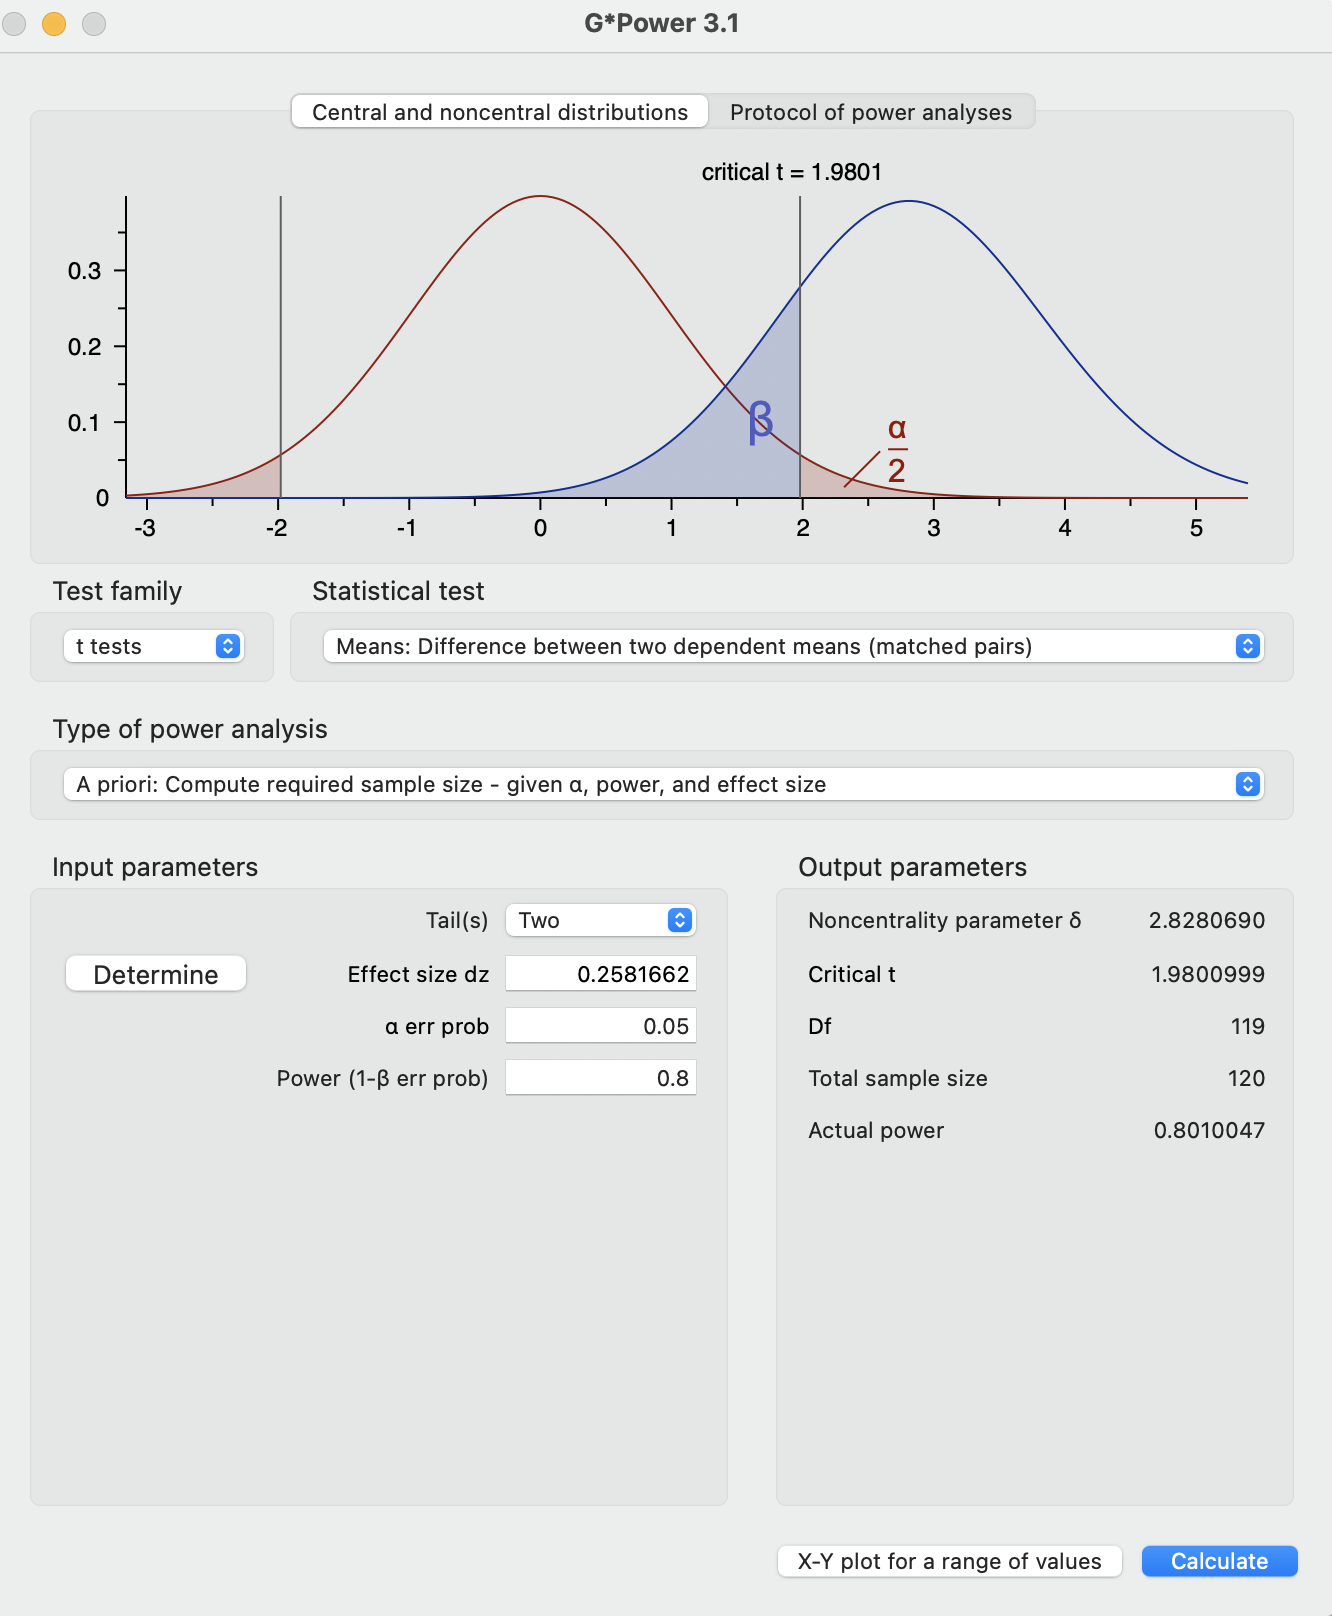 G*Power 3.1
Central and noncentral distributions Protocol of power analyses
critical t = 1.9801
0.3
0.2
0.1
0
β
α
2
-3 -2 -1 0 1 2 3 4 5
Test family Statistical test
t tests Means: Difference between two dependent means (matched pairs)
Type of power analysis
A priori: Compute required sample size - given α, power, and effect size
Input parameters Output parameters
Tail(s) Two Noncentrality parameter δ 2.8280690
Determine Effect size dz 0.2581662 Critical t 1.9800999
α err prob 0.05 Df 119
Power (1-β err prob) 0.8 Total sample size 120
Actual power 0.8010047
X-Y plot for a range of values Calculate